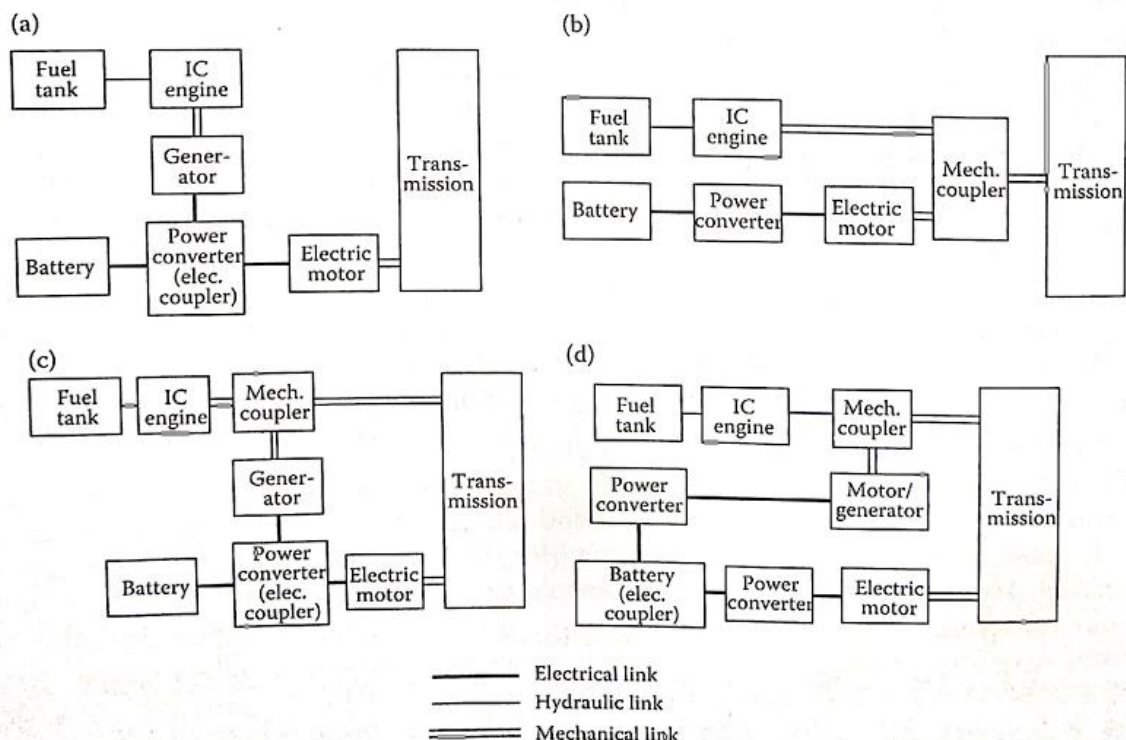 (a)
Fuel
tank
IC
engine
Gener-
ator
Battery
Power
converter
(elec.
coupler)
Electric
motor
Trans-
mission
(b)
Fuel
tank
IC
engine
Battery
Power
converter
Electric
motor
Mech.
coupler
Trans-
mission
(c)
Fuel
tank
IC
engine
Mech.
coupler
Gener-
ator
Battery
Power
converter
(elec.
coupler)
Electric
motor
Trans-
mission
(d)
Fuel
tank
IC
engine
Mech.
coupler
Power
converter
Motor/
generator
Battery (elec.
coupler)
Power
converter
Electric
motor
Trans-
mission
Electrical link
Hydraulic link
Mechanical link